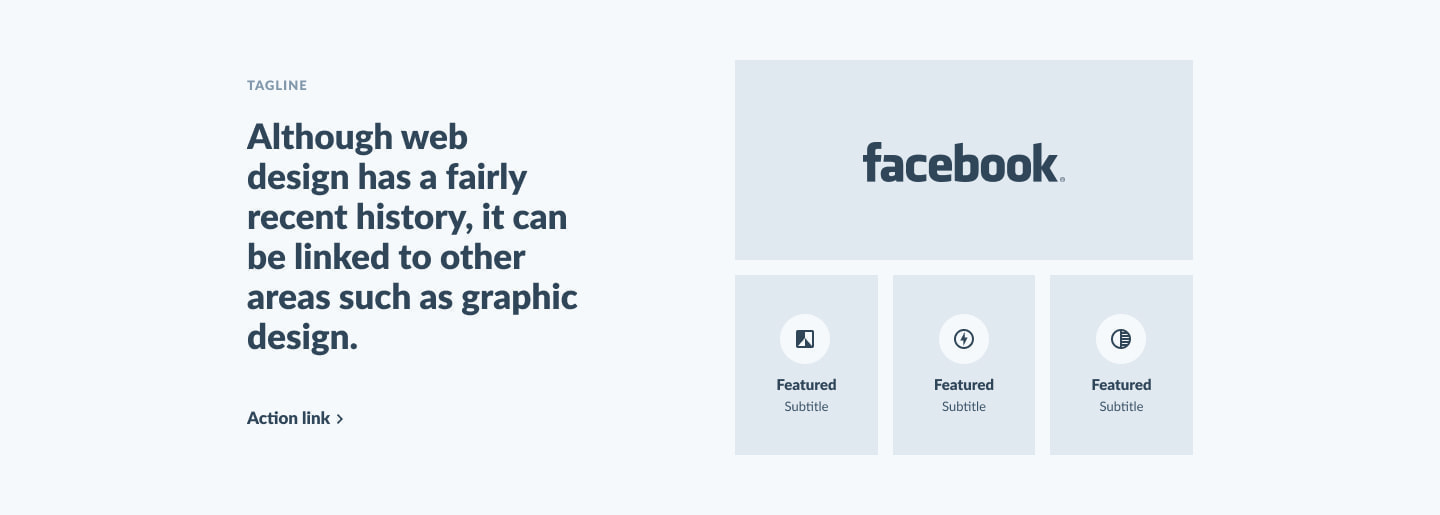 TAGLINE
Although web
design has a fairly
recent history, it can
be linked to other
areas such as graphic
design.
Action link
facebook®
Featured
Subtitle
Featured
Subtitle
Featured
Subtitle